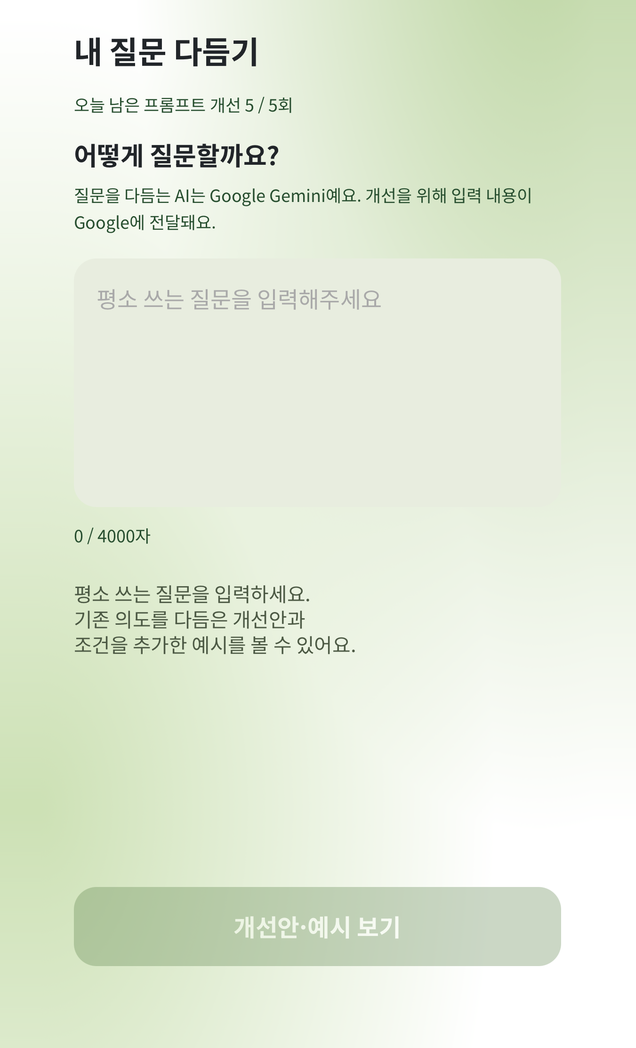 내 질문 다듬기
오늘 남은 프롬프트 개선 5 / 5회
어떻게 질문할까요?
질문을 다듬는 AI는 Google Gemini예요. 개선을 위해 입력 내용이
Google에 전달돼요.
평소 쓰는 질문을 입력해주세요
0 / 4000자
평소 쓰는 질문을 입력하세요.
기존 의도를 다듬은 개선안과
조건을 추가한 예시를 볼 수 있어요.
개선안·예시 보기